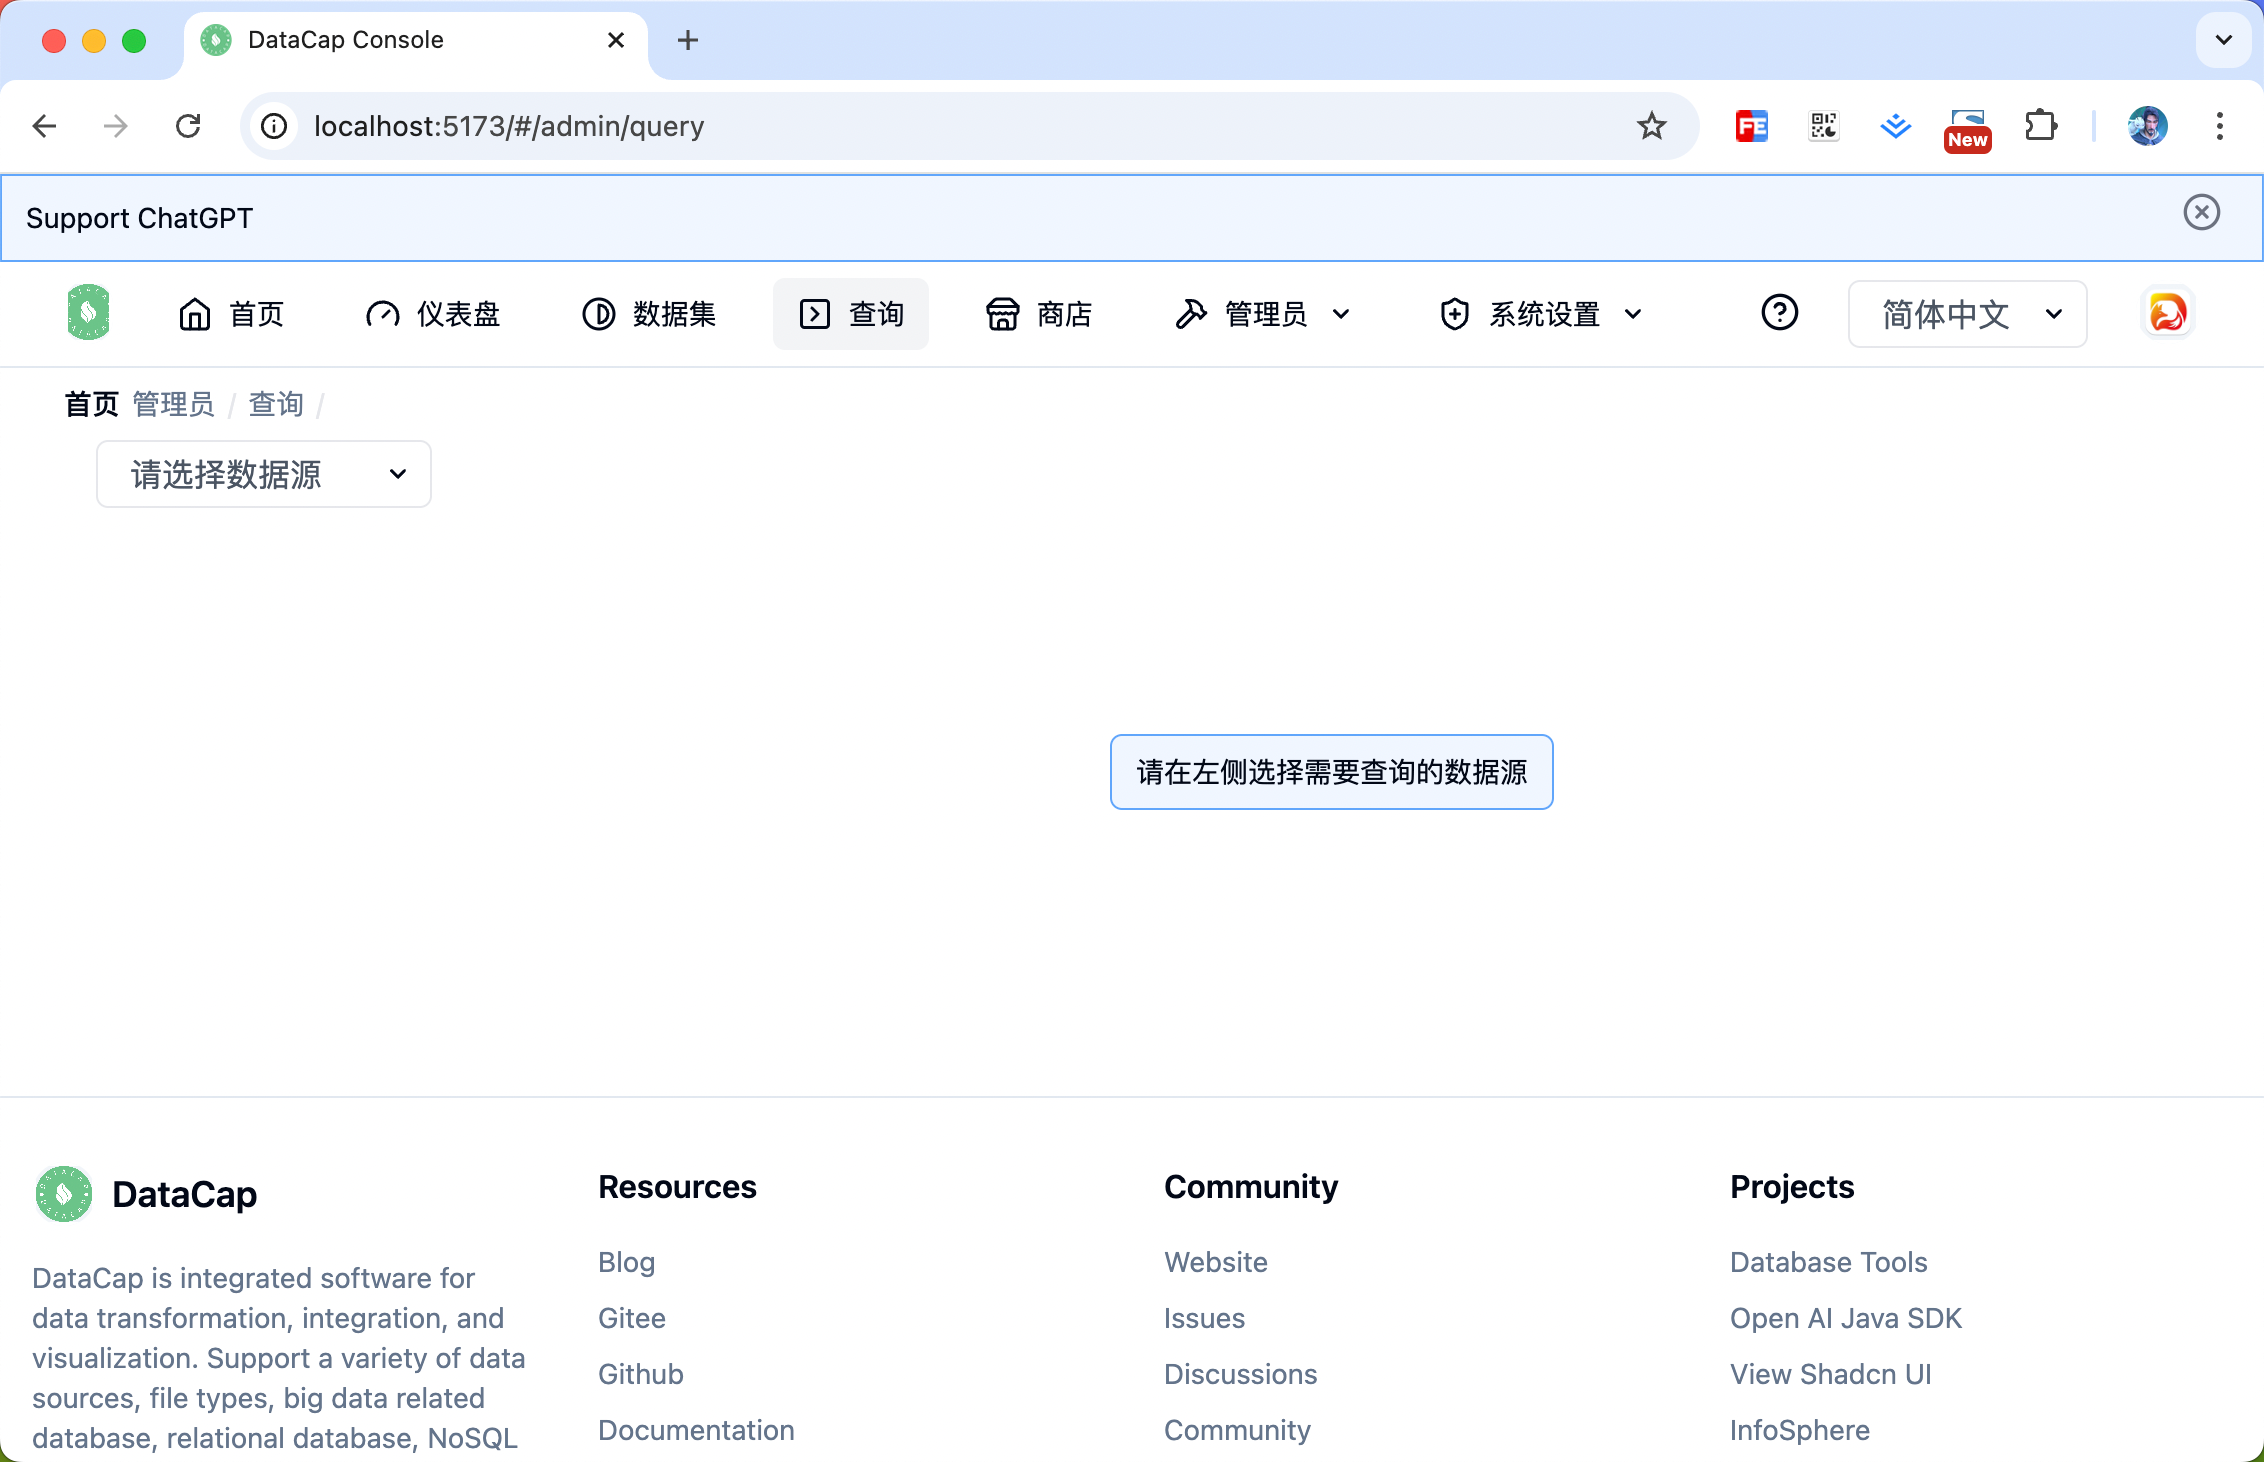 DataCap Console
localhost:5173/#/admin/query
FE
New
Support ChatGPT
首页 仪表盘 数据集 查询 商店 管理员 系统设置 简体中文
首页 管理员 / 查询 /
请选择数据源
请在左侧选择需要查询的数据源
DataCap
DataCap is integrated software for
data transformation, integration, and
visualization. Support a variety of data
sources, file types, big data related
database, relational database, NoSQL
Resources
Blog
Gitee
Github
Documentation
Community
Website
Issues
Discussions
Community
Projects
Database Tools
Open AI Java SDK
View Shadcn UI
InfoSphere